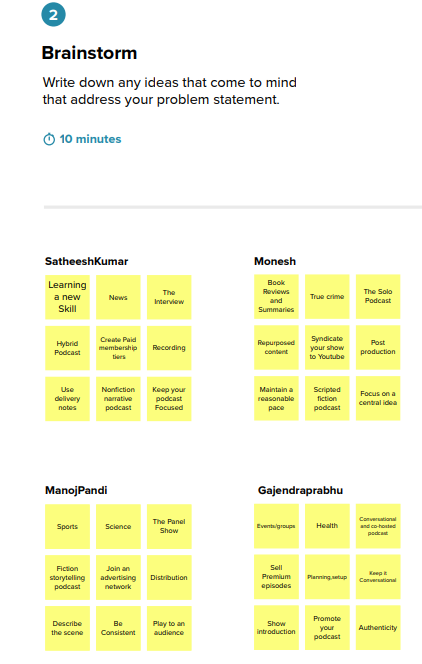 2
Brainstorm
Write down any ideas that come to mind
that address your problem statement.
10 minutes
SatheeshKumar
Learning
a new
Skill
News
The
Interview
Hybrid
Podcast
Create Paid
membership
tiers
Recording
Use
delivery
notes
Nonfiction
narrative
podcast
Keep your
podcast
Focused
Monesh
Book
Reviews
and
Summaries
True crime
The Solo
Podcast
Repurposed
content
Syndicate
your show
to Youtube
Post
production
Maintain a
reasonable
pace
Scripted
fiction
podcast
Focus on a
central idea
ManojPandi
Sports
Science
The Panel
Show
Fiction
storytelling
podcast
Join an
advertising
network
Distribution
Describe
the scene
Be
Consistent
Play to an
audience
Gajendraprabhu
Events/groups
Health
Conversational
and co-hosted
podcast
Sell
Premium
episodes
Planning,setup
Keep it
Conversational
Show
introduction
Promote
your
podcast
Authenticity